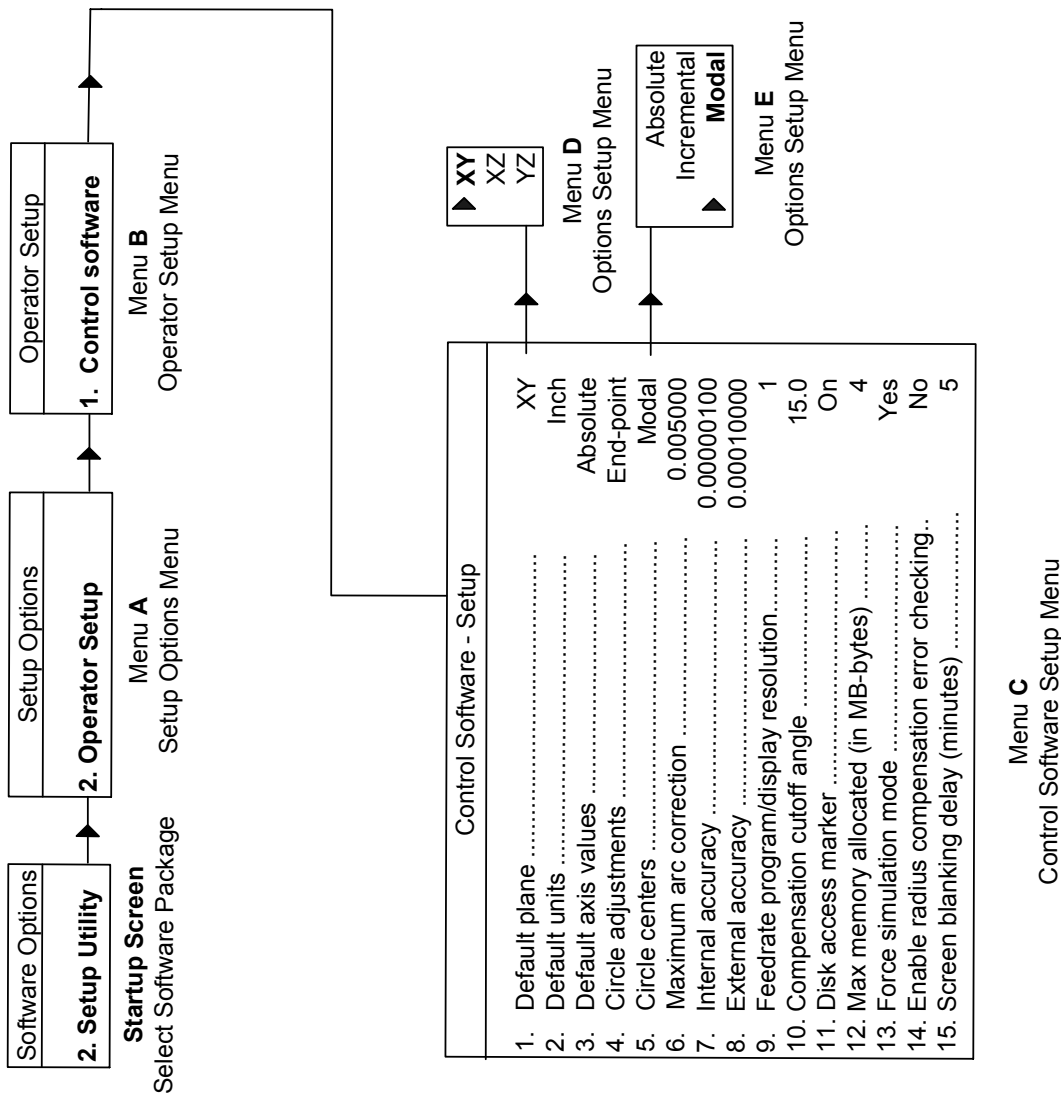 Software Options
2. Setup Utility
Startup Screen
Select Software Package
Setup Options
2. Operator Setup
Menu A
Setup Options Menu
Operator Setup
1. Control software
Menu B
Operator Setup Menu
Control Software - Setup
1. Default plane ........................................ XY
2. Default units ........................................ Inch
3. Default axis values ........................................ Absolute
4. Circle adjustments ........................................ End-point
5. Circle centers ........................................ Modal
6. Maximum arc correction ........................................ 0.005000
7. Internal accuracy ........................................ 0.00000100
8. External accuracy ........................................ 0.00010000
9. Feedrate program/display resolution.................... 1
10. Compensation cutoff angle .............................. 15.0
11. Disk access marker ........................................ On
12. Max memory allocated (in MB-bytes) .......... 4
13. Force simulation mode ................................ Yes
14. Enable radius compensation error checking.. No
15. Screen blanking delay (minutes) .................... 5
Menu C
Control Software Setup Menu
XY
XZ
YZ
Menu D
Options Setup Menu
Absolute
Incremental
Modal
Menu E
Options Setup Menu